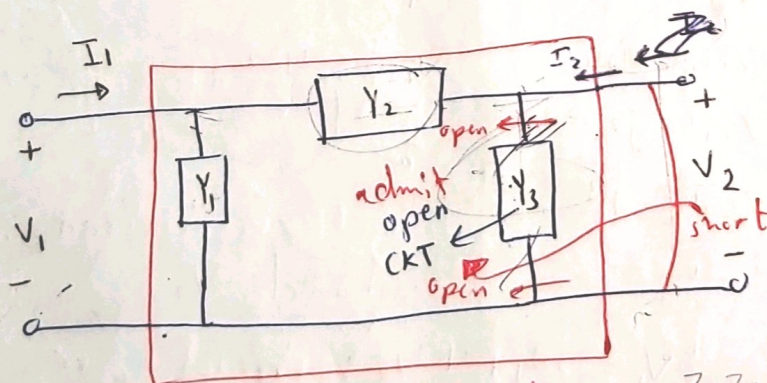 I₁
I₂
+
Y₂
+
open
Y₁
admit
Y₃
V₂
V₁
open
short
CKT
-
-
open